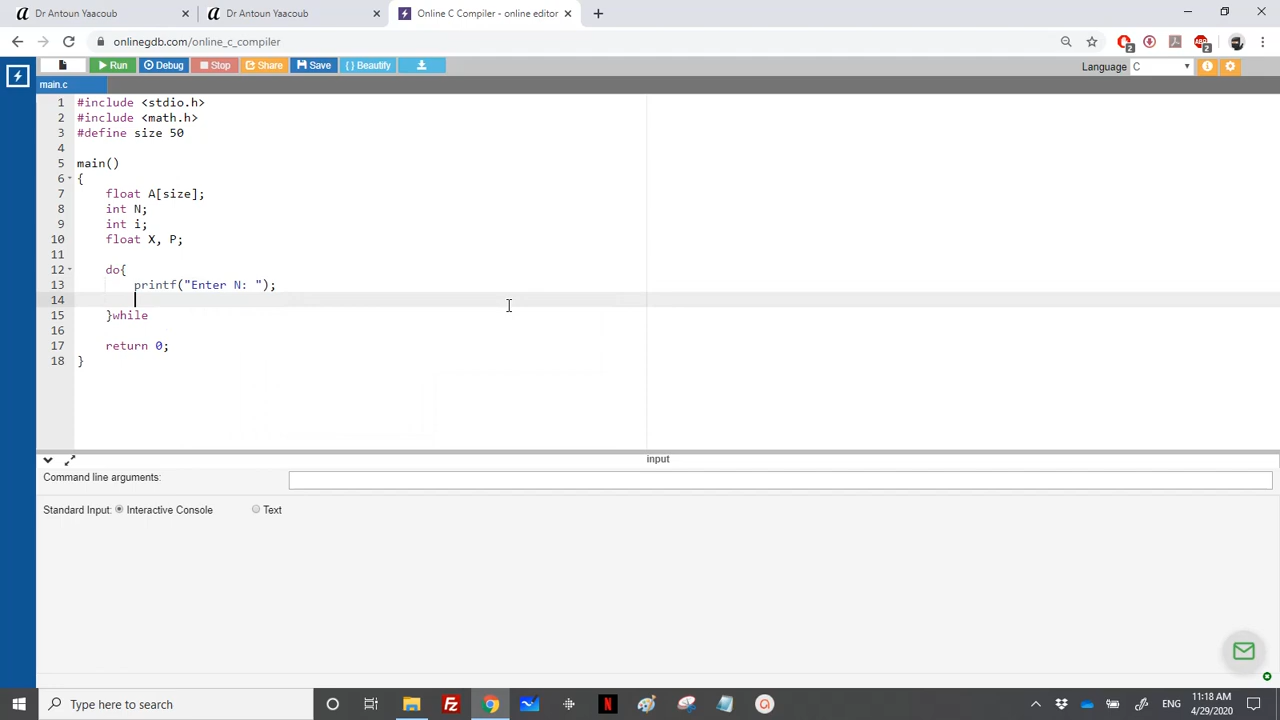 Dr Antoun Yaacoub
Dr Antoun Yaacoub
Online C Compiler - online editor
onlinegdb.com/online_c_compiler
2
2
Run
Debug
Stop
Share
Save
{ } Beautify
Language
C
main.c
1 #include <stdio.h>
2 #include <math.h>
3 #define size 50
4
5 main()
6 {
7 float A[size];
8 int N;
9 int i;
10 float X, P;
11
12 do{
13 printf("Enter N: ");
14
15 }while
16
17 return 0;
18 }
input
Command line arguments:
Standard Input:
Interactive Console
Text
Type here to search
ENG
11:18 AM
4/29/2020